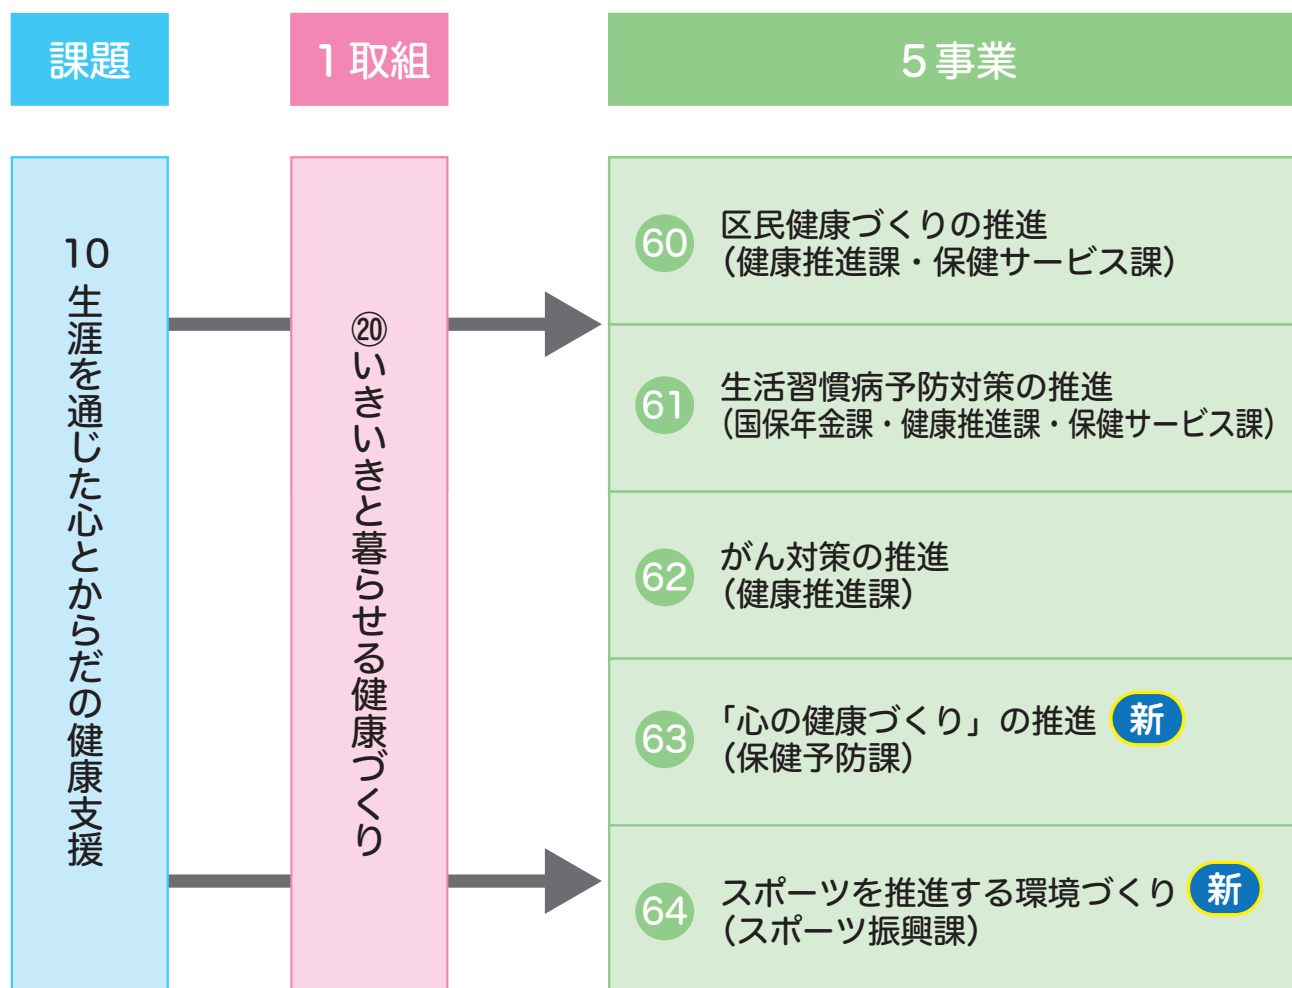 課題
1取組
5事業
10 生涯を通じた心とからだの健康支援
⑳いきいきと暮らせる健康づくり
60 区民健康づくりの推進
（健康推進課・保健サービス課）
61 生活習慣病予防対策の推進
（国保年金課・健康推進課・保健サービス課）
62 がん対策の推進
（健康推進課）
63 「心の健康づくり」の推進 新
（保健予防課）
64 スポーツを推進する環境づくり 新
（スポーツ振興課）